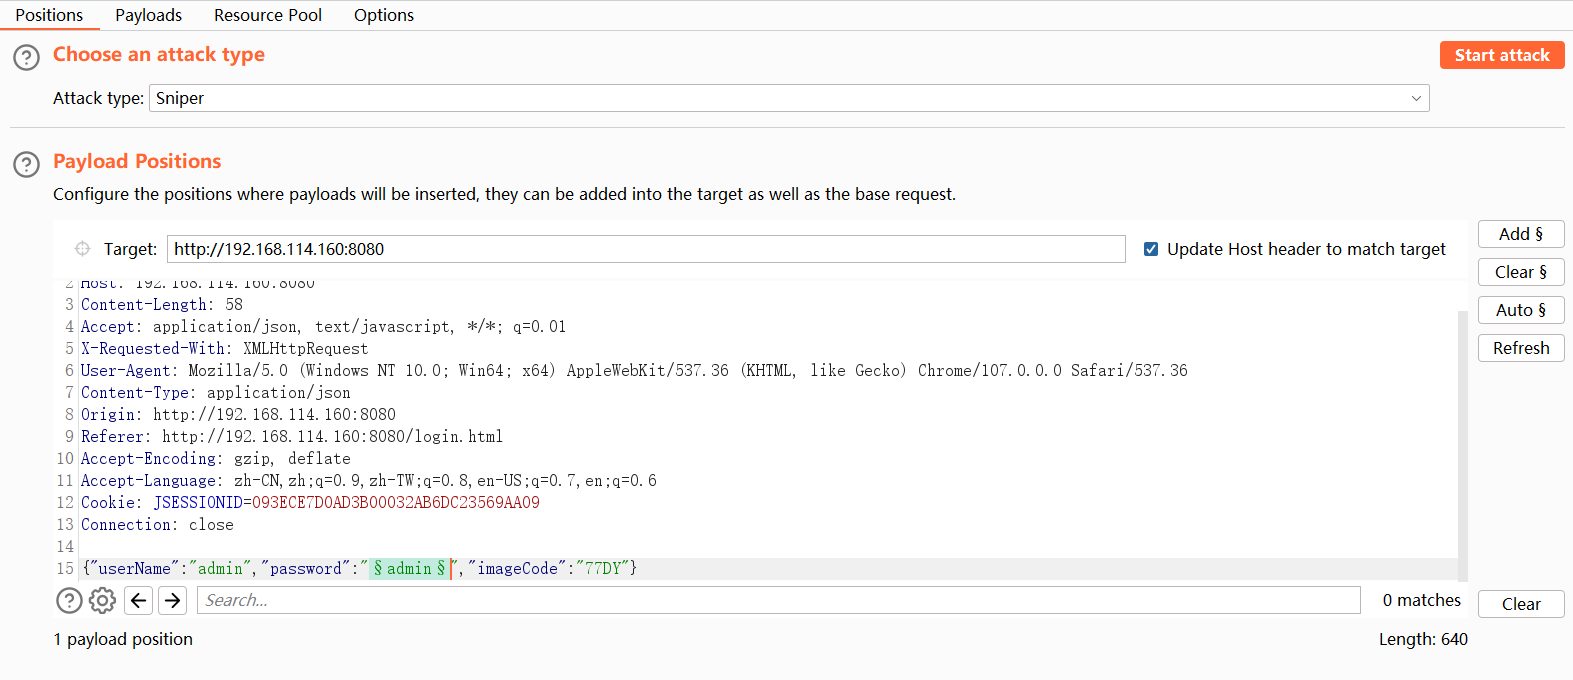 Positions Payloads Resource Pool Options
Choose an attack type
Start attack
Attack type: Sniper
Payload Positions
Configure the positions where payloads will be inserted, they can be added into the target as well as the base request.
Target: http://192.168.114.160:8080
Update Host header to match target
Add §
Clear §
Auto §
Refresh
2 Host: 192.168.114.160:8080
3 Content-Length: 58
4 Accept: application/json, text/javascript, */*; q=0.01
5 X-Requested-With: XMLHttpRequest
6 User-Agent: Mozilla/5.0 (Windows NT 10.0; Win64; x64) AppleWebKit/537.36 (KHTML, like Gecko) Chrome/107.0.0.0 Safari/537.36
7 Content-Type: application/json
8 Origin: http://192.168.114.160:8080
9 Referer: http://192.168.114.160:8080/login.html
10 Accept-Encoding: gzip, deflate
11 Accept-Language: zh-CN,zh;q=0.9,zh-TW;q=0.8,en-US;q=0.7,en;q=0.6
12 Cookie: JSESSIONID=093ECE7D0AD3B00032AB6DC23569AA09
13 Connection: close
14
15 {"userName":"admin","password":"§admin§","imageCode":"77DY"}
Search...
0 matches
Clear
1 payload position
Length: 640